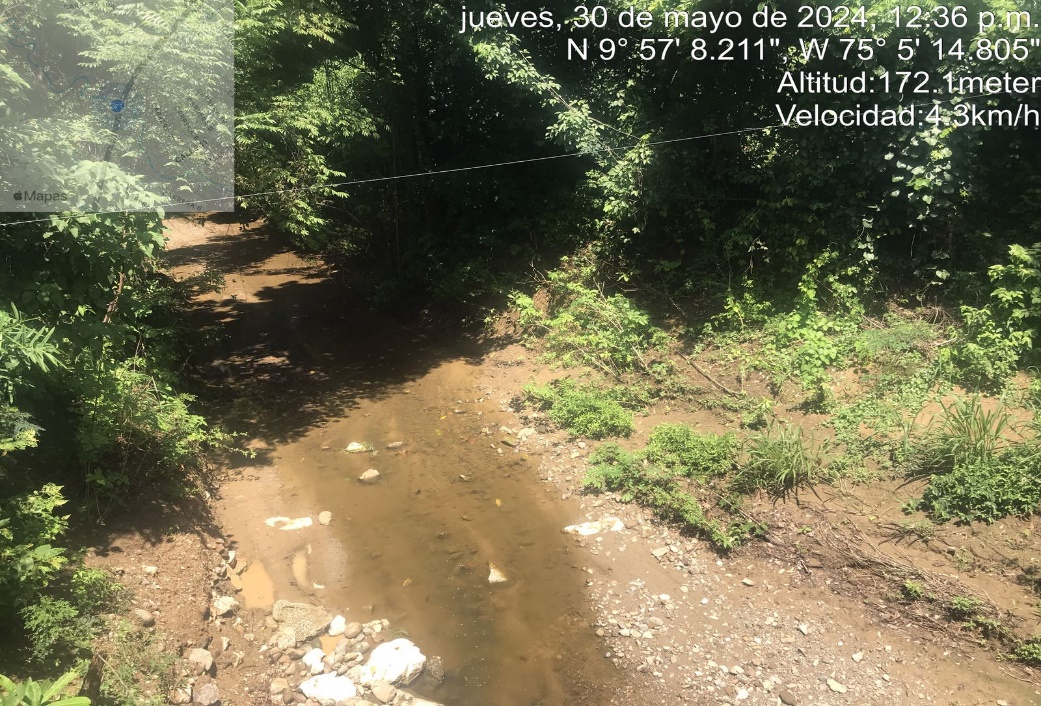 jueves, 30 de mayo de 2024, 12:36 p.m.
N 9° 57' 8.211", W 75° 5' 14.805"
Altitud:172.1meter
Velocidad:4.3km/h
Mapas